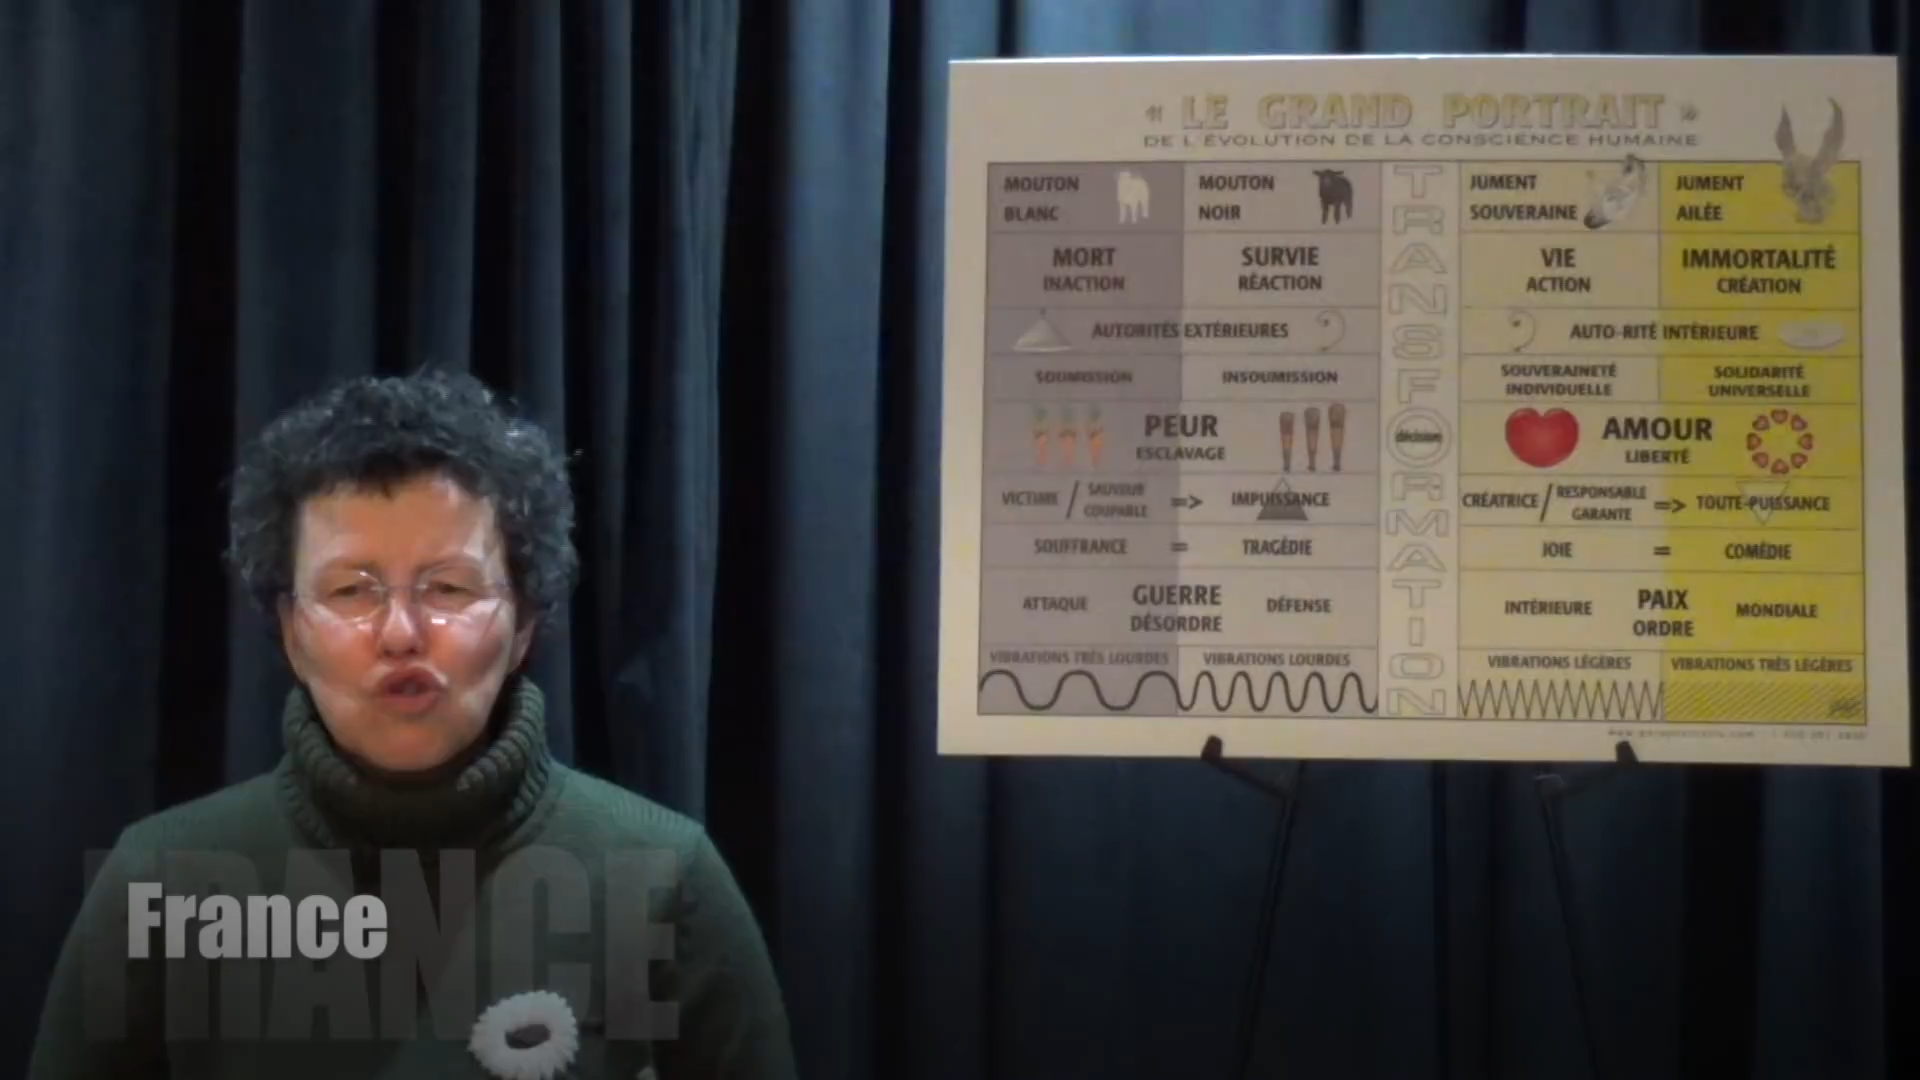 « LE GRAND PORTRAIT »
DE L'ÉVOLUTION DE LA CONSCIENCE HUMAINE
MOUTON BLANC
MOUTON NOIR
JUMENT SOUVERAINE
JUMENT AILÉE
MORT
INACTION
SURVIE
RÉACTION
VIE
ACTION
IMMORTALITÉ
CRÉATION
AUTORITÉS EXTÉRIEURES
AUTO-RITÉ INTÉRIEURE
SOUMISSION
INSOUMISSION
SOUVERAINETÉ
INDIVIDUELLE
SOLIDARITÉ
UNIVERSELLE
PEUR
ESCLAVAGE
AMOUR
LIBERTÉ
VICTIME / SAUVEUR COUPABLE => IMPUISSANCE
CRÉATRICE / RESPONSABLE GARANTE => TOUTE-PUISSANCE
SOUFFRANCE = TRAGÉDIE
JOIE = COMÉDIE
ATTAQUE
GUERRE
DÉSORDRE
DÉFENSE
INTÉRIEURE
PAIX
ORDRE
MONDIALE
VIBRATIONS TRÈS LOURDES
VIBRATIONS LOURDES
VIBRATIONS LÉGÈRES
VIBRATIONS TRÈS LÉGÈRES
TRANSFORMATION
décision
FRANCE
France